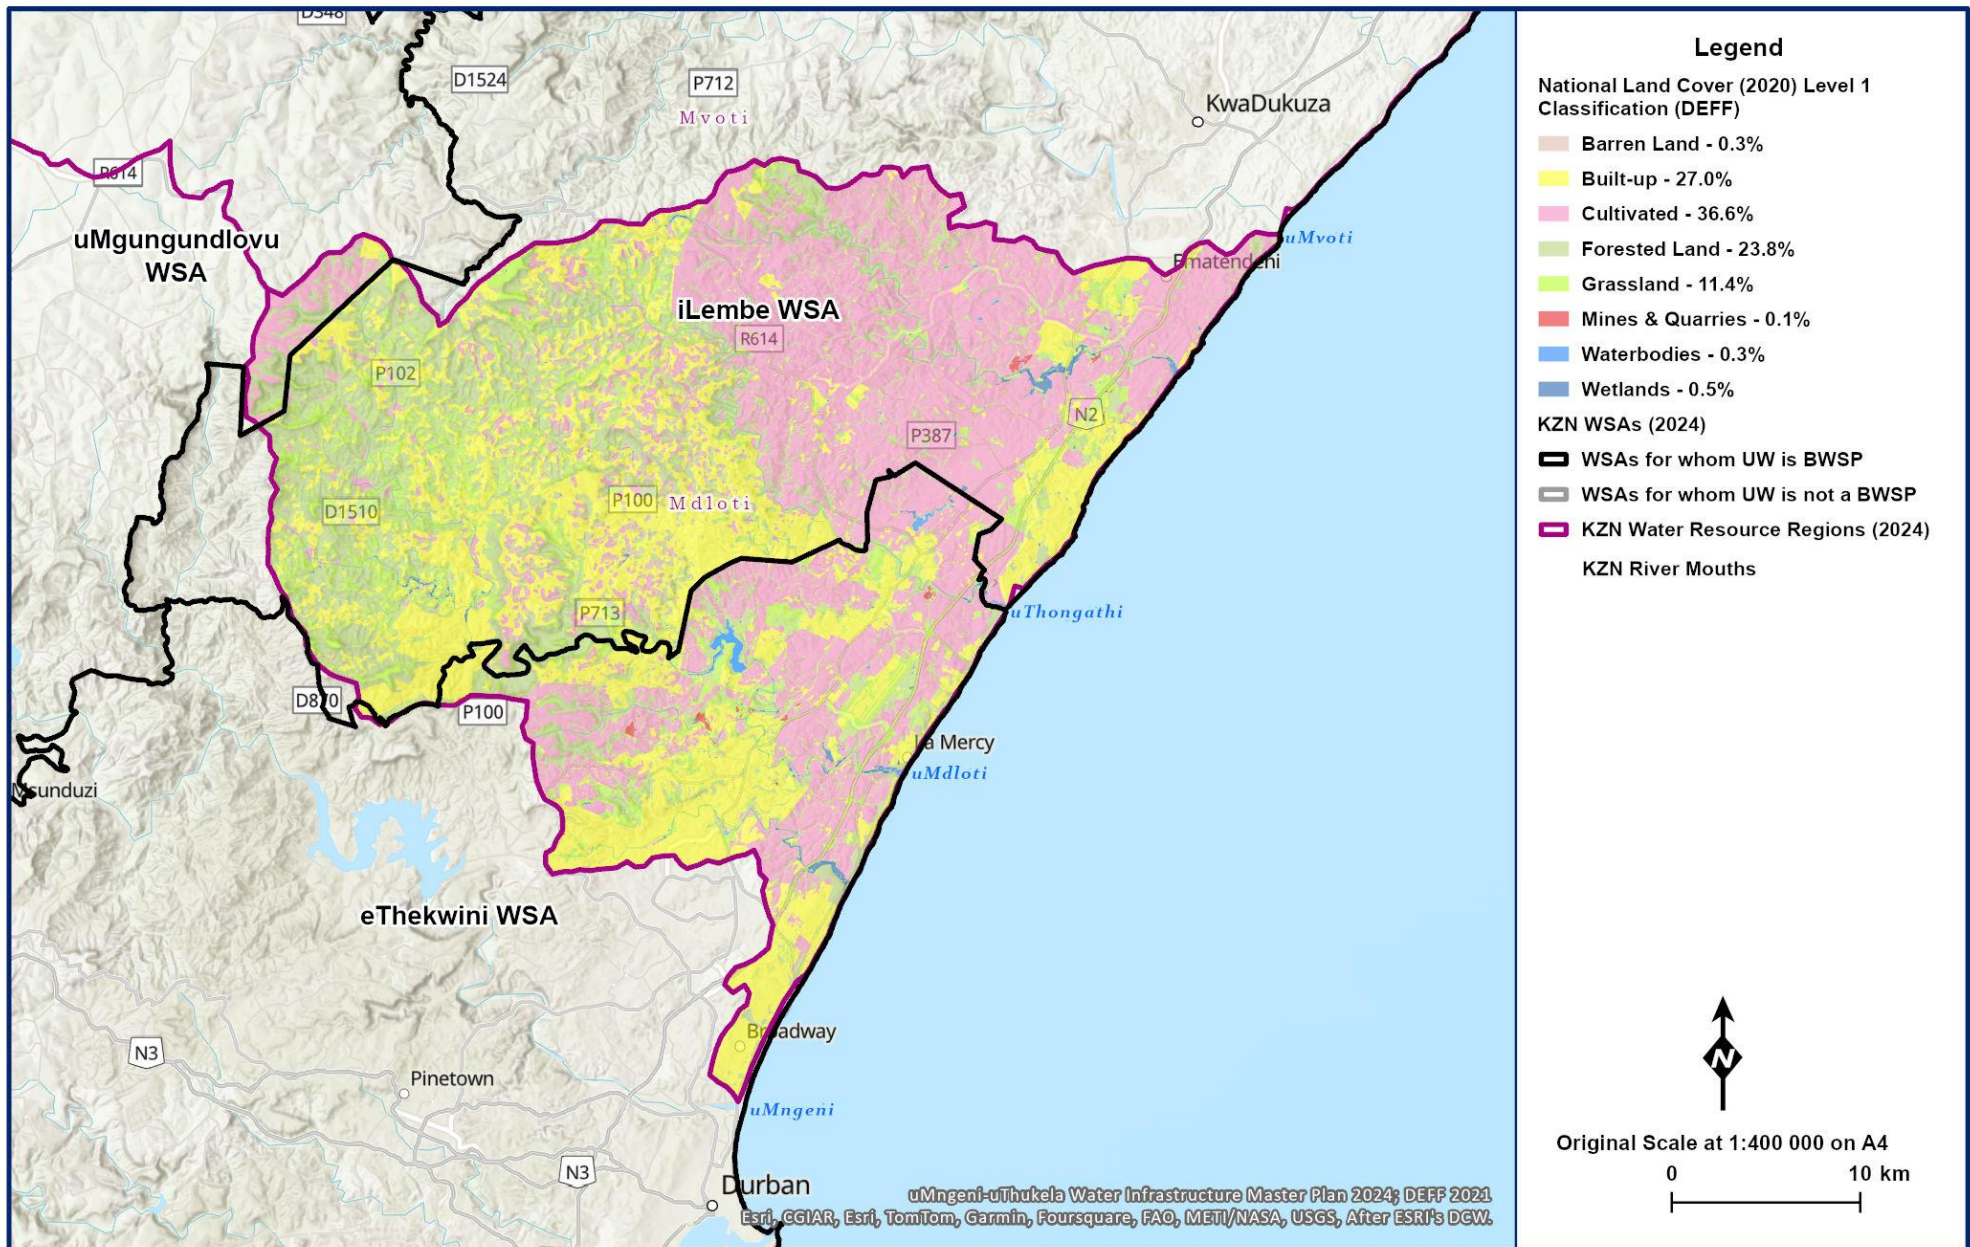 D348
D1524
P712
Mvoti
KwaDukuza
R614
uMgungundlovu
WSA
uMvoti
Ematendeni
iLembe WSA
R614
P102
N2
P387
D1510
P100
Mdloti
P713
uThongathi
D870
P100
La Mercy
uMdloti
Msunduzi
eThekwini WSA
Broadway
N3
Pinetown
uMngeni
N3
Durban
uMngeni-uThukela Water Infrastructure Master Plan 2024; DEFF 2021
Esri, CGIAR, Esri, TomTom, Garmin, Foursquare, FAO, METI/NASA, USGS, After ESRI's DCW.
Legend
National Land Cover (2020) Level 1
Classification (DEFF)
Barren Land - 0.3%
Built-up - 27.0%
Cultivated - 36.6%
Forested Land - 23.8%
Grassland - 11.4%
Mines & Quarries - 0.1%
Waterbodies - 0.3%
Wetlands - 0.5%
KZN WSAs (2024)
WSAs for whom UW is BWSP
WSAs for whom UW is not a BWSP
KZN Water Resource Regions (2024)
KZN River Mouths
N
Original Scale at 1:400 000 on A4
0 10 km